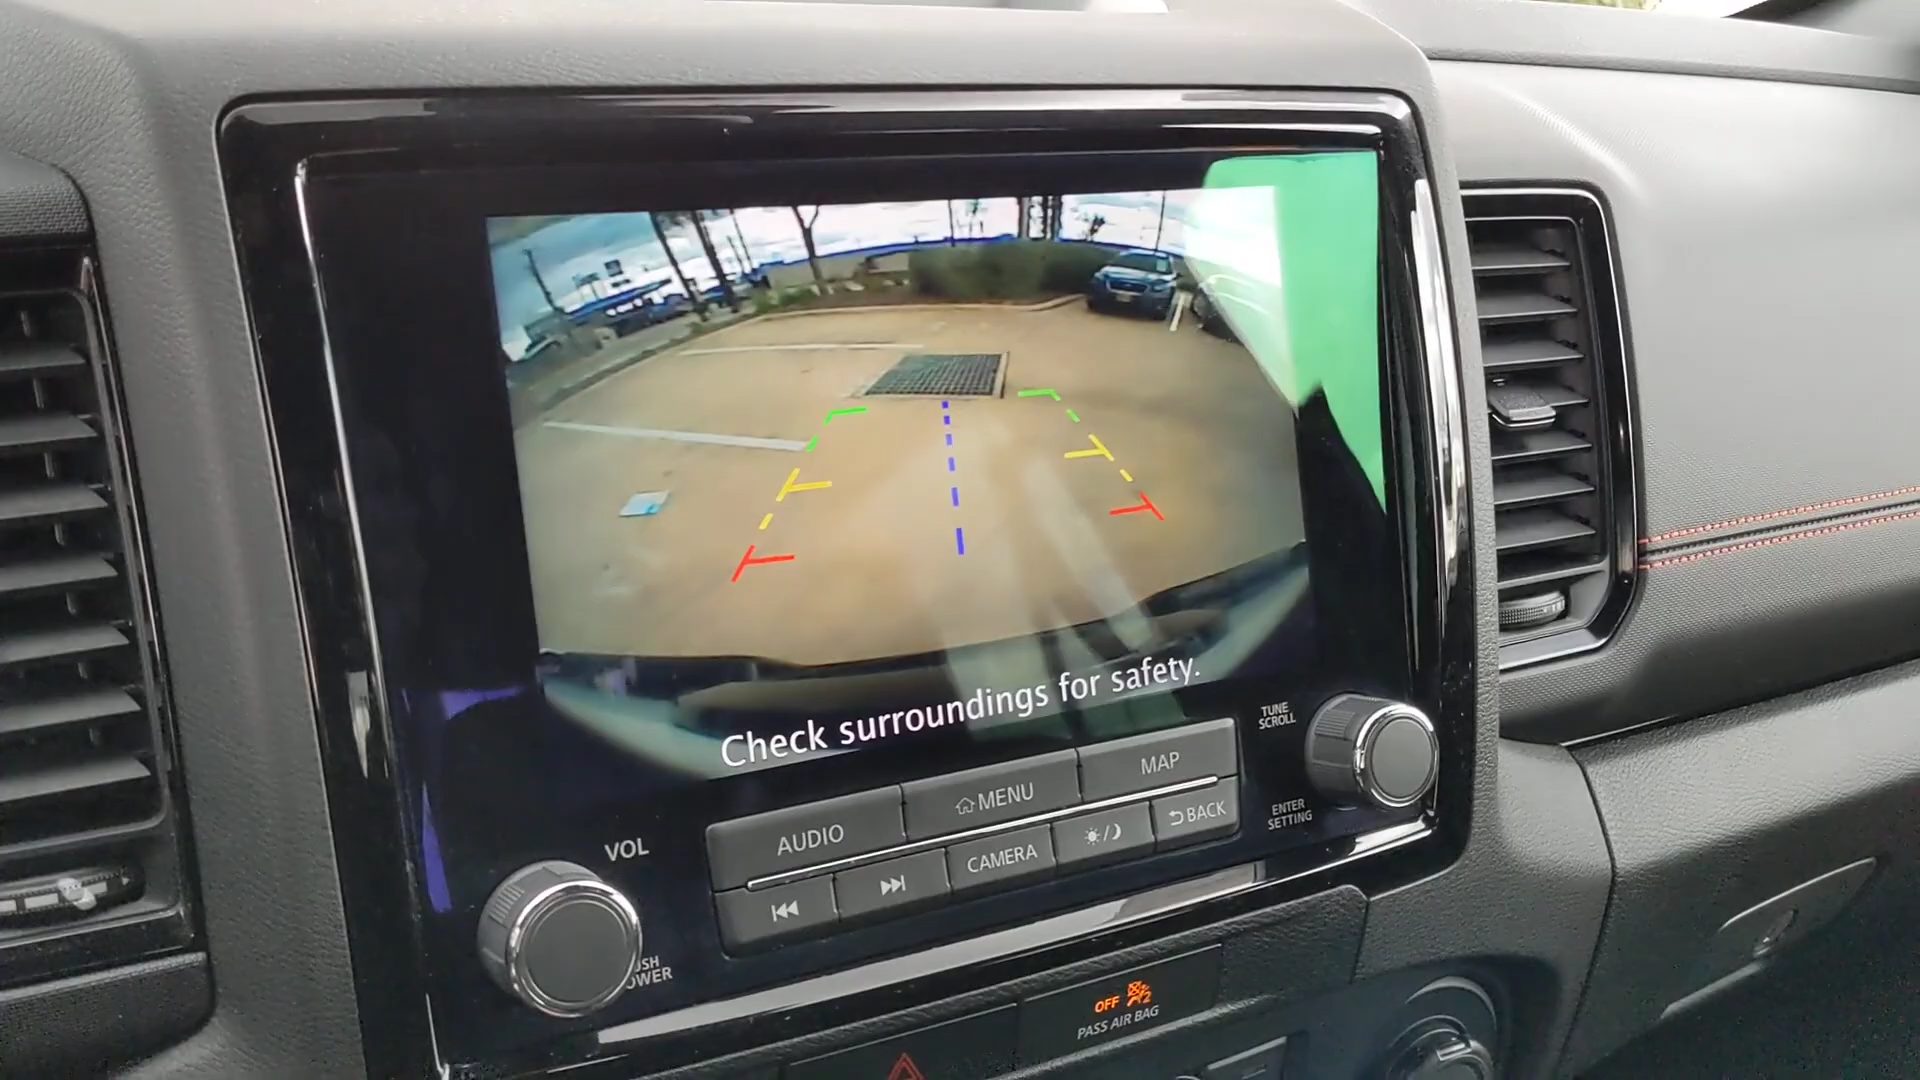 Check surroundings for safety.
TUNE
SCROLL
AUDIO
MENU
MAP
CAMERA
BACK
ENTER
SETTING
VOL
OFF
PASS AIR BAG